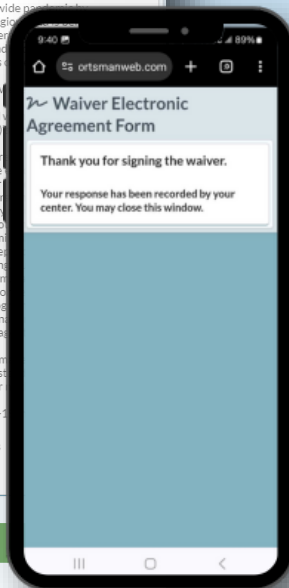 9:40
89%
ortsmanweb.com
Waiver Electronic
Agreement Form
Thank you for signing the waiver.
Your response has been recorded by your
center. You may close this window.